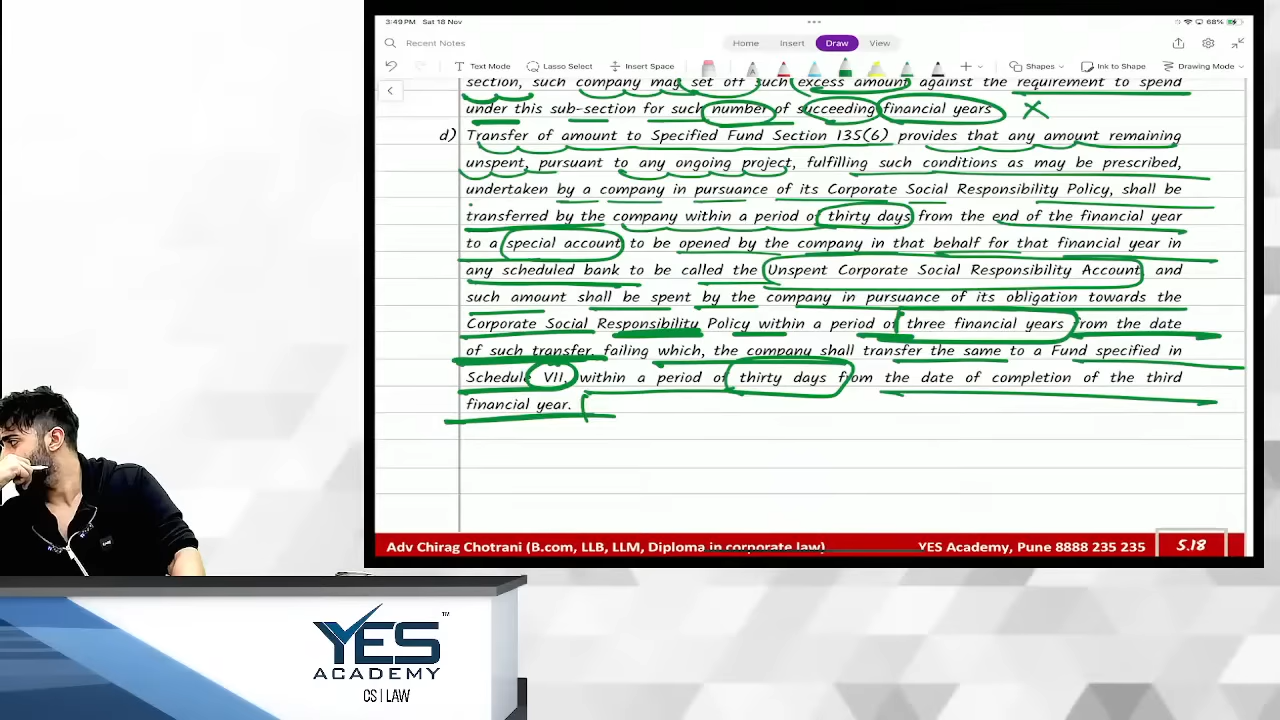 3:49 PM Sat 18 Nov
68%
Recent Notes
Home Insert Draw View
Text Mode Lasso Select Insert Space Shapes Ink to Shape Drawing Mode
section, such company may set off such excess amount against the requirement to spend
under this sub-section for such number of succeeding financial years
d) Transfer of amount to Specified Fund Section 135(6) provides that any amount remaining
unspent, pursuant to any ongoing project, fulfilling such conditions as may be prescribed,
undertaken by a company in pursuance of its Corporate Social Responsibility Policy, shall be
transferred by the company within a period of thirty days from the end of the financial year
to a special account to be opened by the company in that behalf for that financial year in
any scheduled bank to be called the Unspent Corporate Social Responsibility Account and
such amount shall be spent by the company in pursuance of its obligation towards the
Corporate Social Responsibility Policy within a period of three financial years from the date
of such transfer, failing which, the company shall transfer the same to a Fund specified in
Schedule VII, within a period of thirty days from the date of completion of the third
financial year.
Adv Chirag Chotrani (B.com, LLB, LLM, Diploma in corporate law) YES Academy, Pune 8888 235 235 5.18
YES TM
ACADEMY
CS | LAW